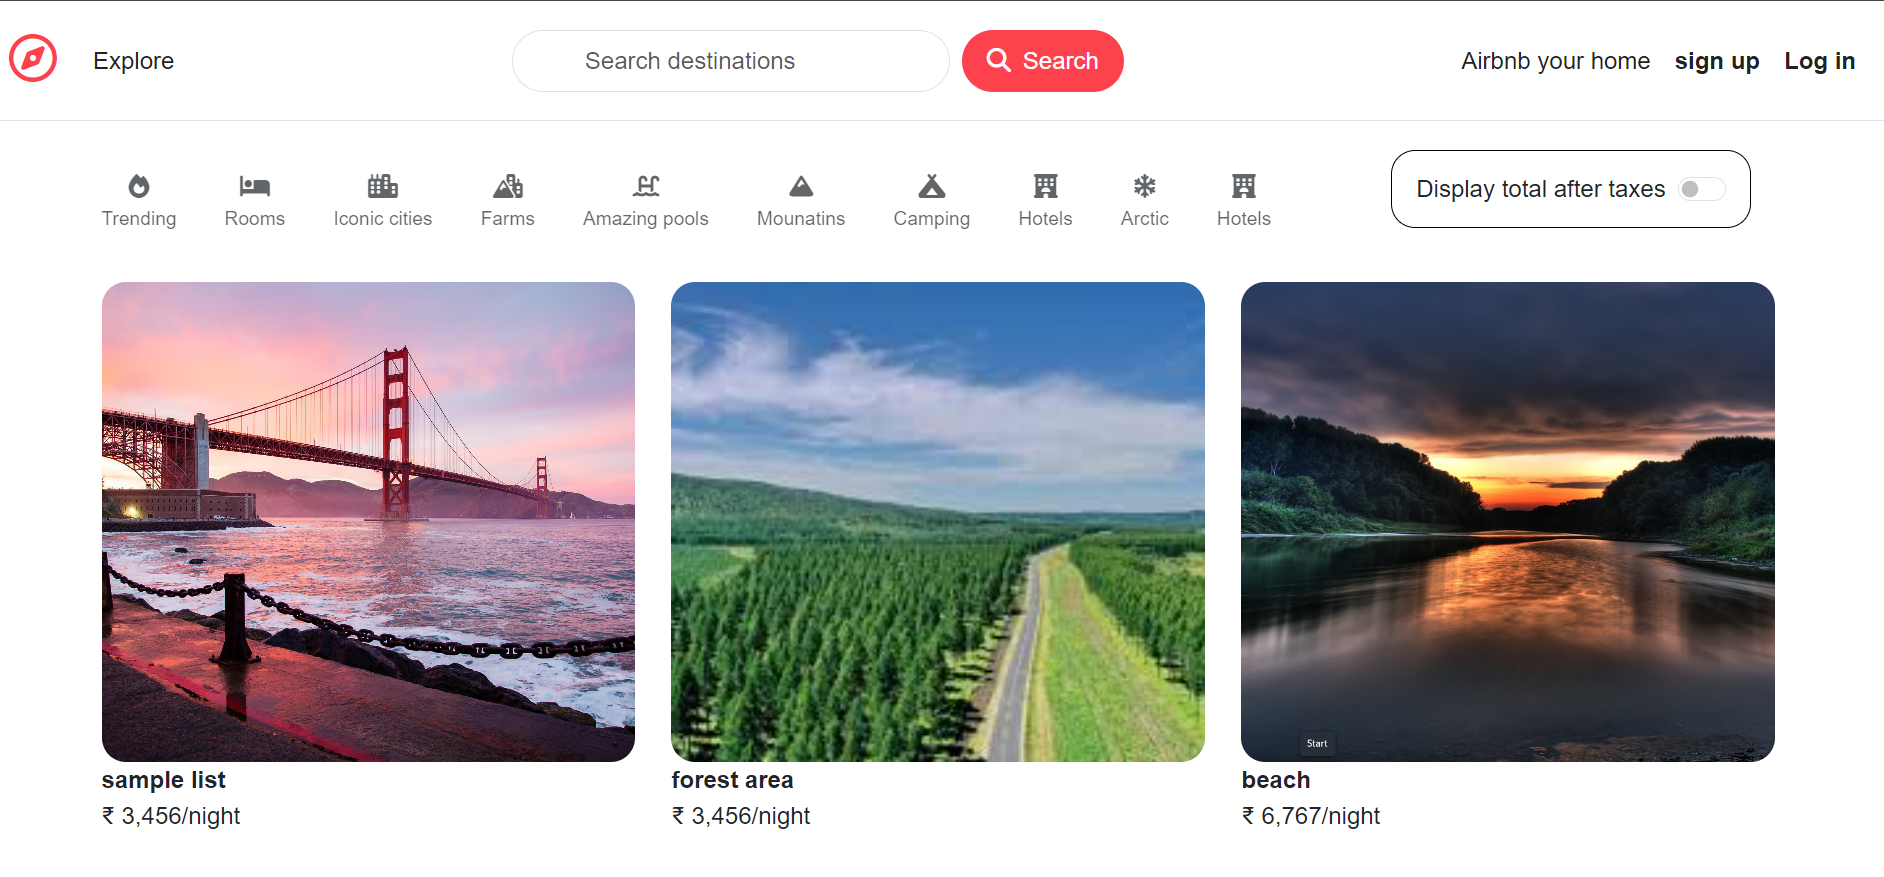 Explore
Search destinations
Search
Airbnb your home
sign up
Log in
Trending
Rooms
Iconic cities
Farms
Amazing pools
Mounatins
Camping
Hotels
Arctic
Hotels
Display total after taxes
Start
sample list
₹ 3,456/night
forest area
₹ 3,456/night
beach
₹ 6,767/night